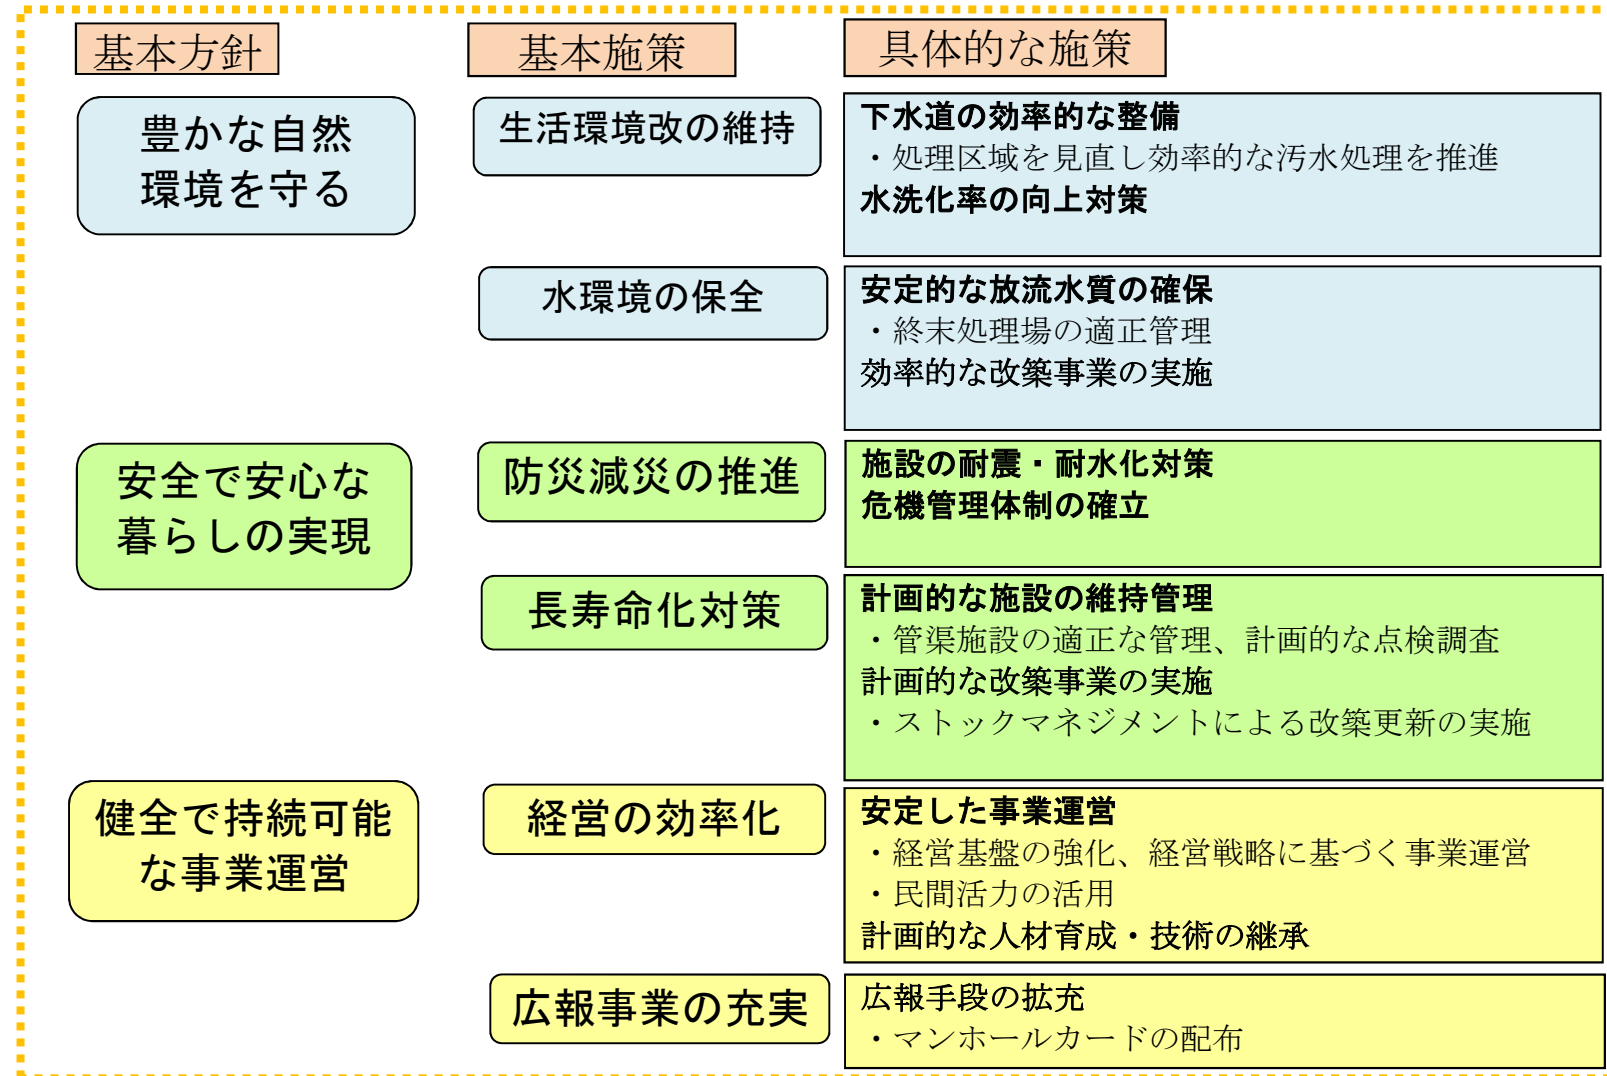 基本方針
基本施策
具体的な施策
豊かな自然
環境を守る
生活環境改の維持
下水道の効率的な整備
・処理区域を見直し効率的な汚水処理を推進
水洗化率の向上対策
水環境の保全
安定的な放流水質の確保
・終末処理場の適正管理
効率的な改築事業の実施
安全で安心な
暮らしの実現
防災減災の推進
施設の耐震・耐水化対策
危機管理体制の確立
長寿命化対策
計画的な施設の維持管理
・管渠施設の適正な管理、計画的な点検調査
計画的な改築事業の実施
・ストックマネジメントによる改築更新の実施
健全で持続可能
な事業運営
経営の効率化
安定した事業運営
・経営基盤の強化、経営戦略に基づく事業運営
・民間活力の活用
計画的な人材育成・技術の継承
広報事業の充実
広報手段の拡充
・マンホールカードの配布